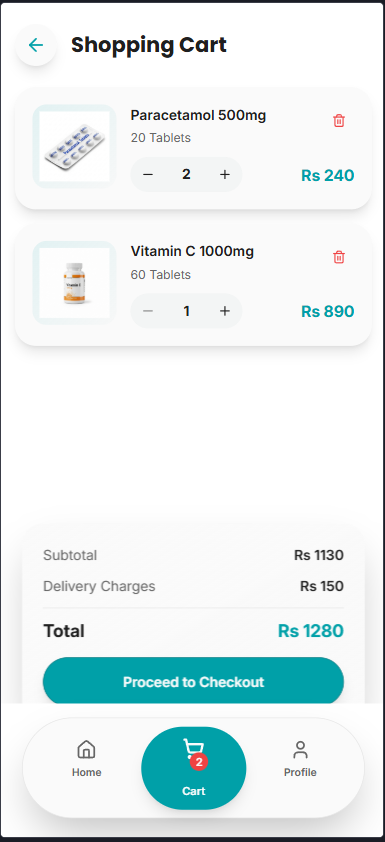 Shopping Cart
Paracetamol 500mg
20 Tablets
− 2 +
Rs 240
Vitamin C 1000mg
60 Tablets
− 1 +
Rs 890
Subtotal Rs 1130
Delivery Charges Rs 150
Total Rs 1280
Proceed to Checkout
2
Home Cart Profile